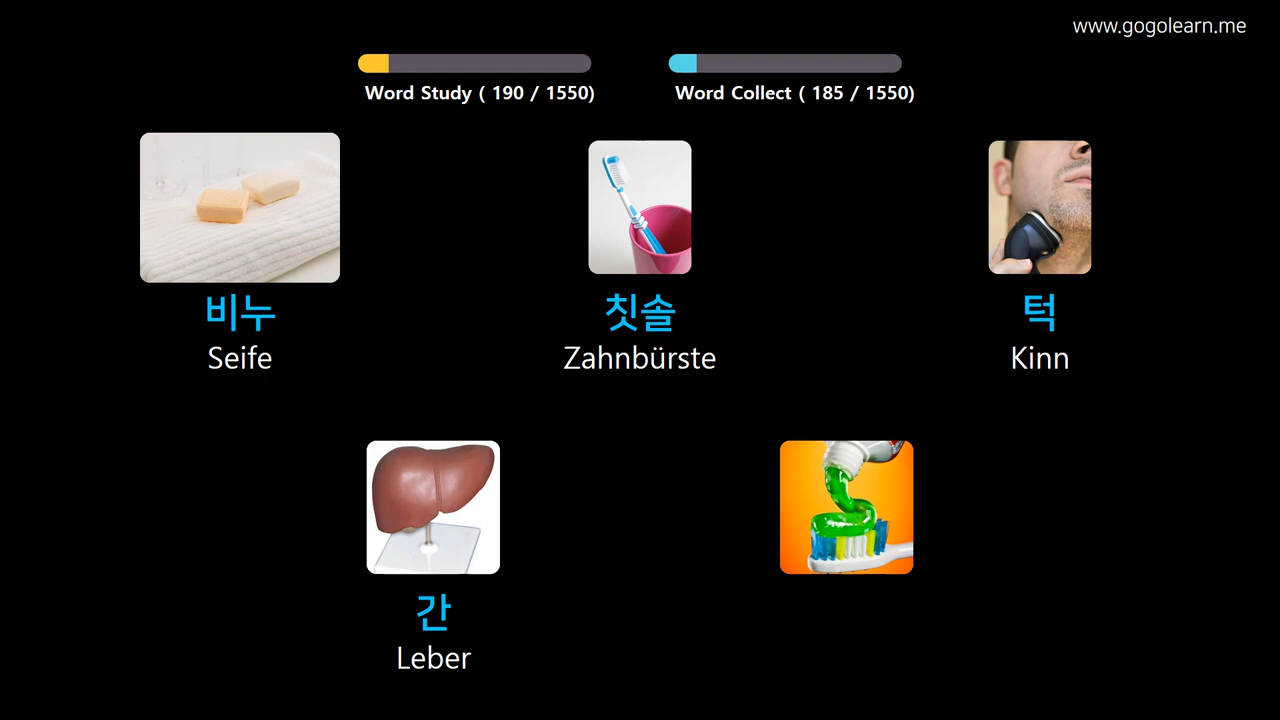 www.gogolearn.me
Word Study ( 190 / 1550)
Word Collect ( 185 / 1550)
비누
Seife
칫솔
Zahnbürste
턱
Kinn
간
Leber